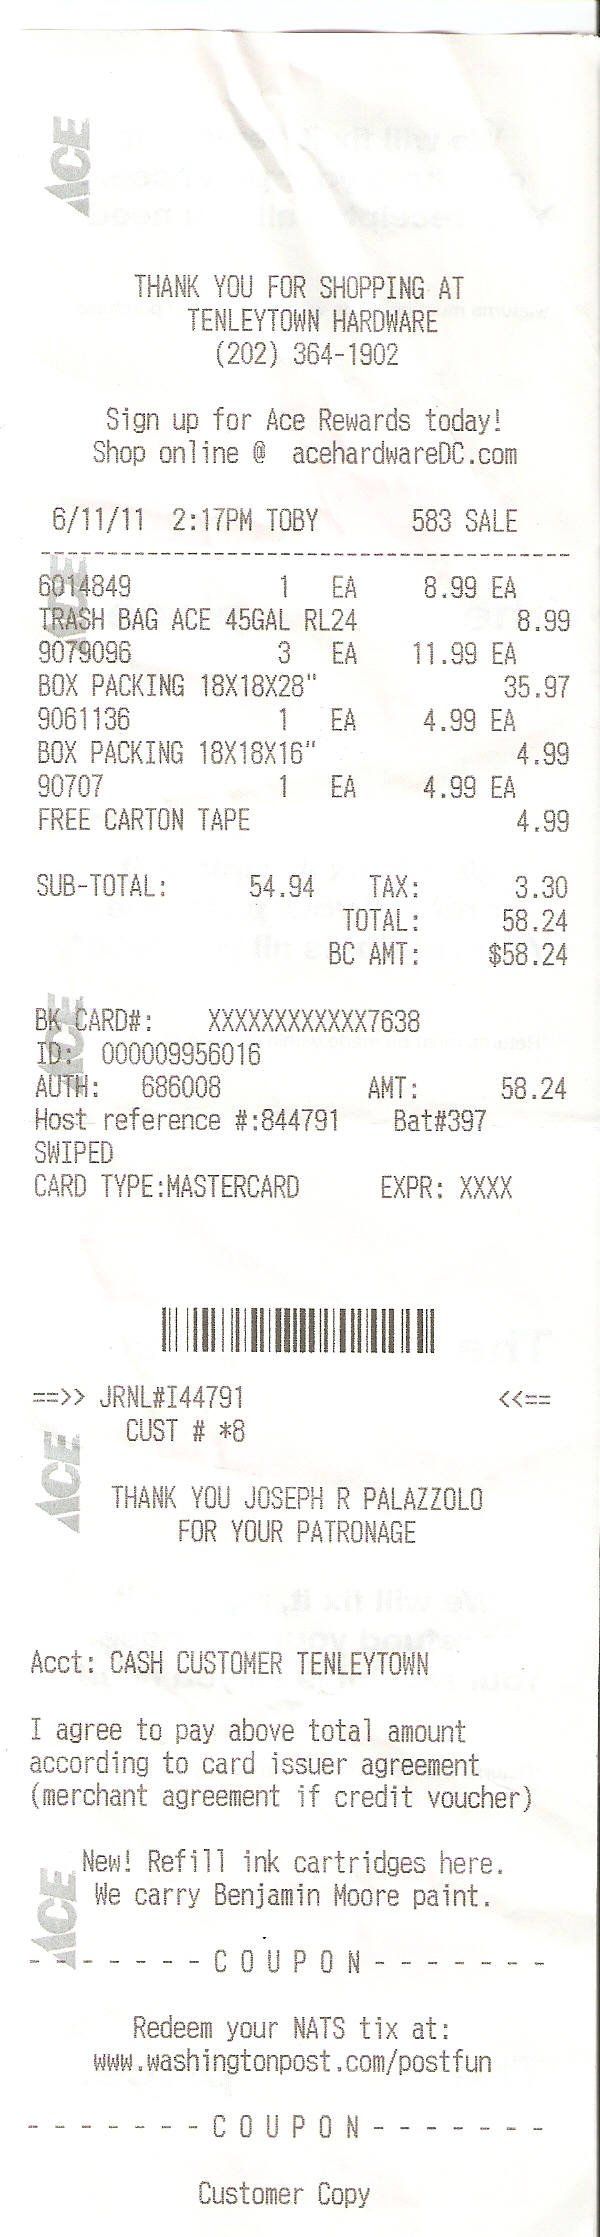 ACE
THANK YOU FOR SHOPPING AT
TENLEYTOWN HARDWARE
(202) 364-1902
Sign up for Ace Rewards today!
Shop online @ acehardwareDC.com
6/11/11 2:17PM TOBY 583 SALE
----------------------------------------
6014849 1 EA 8.99 EA
TRASH BAG ACE 45GAL RL24 8.99
9079096 3 EA 11.99 EA
BOX PACKING 18X18X28" 35.97
9061136 1 EA 4.99 EA
BOX PACKING 18X18X16" 4.99
90707 1 EA 4.99 EA
FREE CARTON TAPE 4.99
SUB-TOTAL: 54.94 TAX: 3.30
TOTAL: 58.24
BC AMT: $58.24
ACE
BK CARD#: XXXXXXXXXXXX7638
ID: 000009956016
AUTH: 686008 AMT: 58.24
Host reference #:844791 Bat#397
SWIPED
CARD TYPE:MASTERCARD EXPR: XXXX
==>> JRNL#I44791 <<==
CUST # *8
ACE
THANK YOU JOSEPH R PALAZZOLO
FOR YOUR PATRONAGE
Acct: CASH CUSTOMER TENLEYTOWN
I agree to pay above total amount
according to card issuer agreement
(merchant agreement if credit voucher)
New! Refill ink cartridges here.
We carry Benjamin Moore paint.
ACE
- - - - - - - C O U P O N - - - - - - -
Redeem your NATS tix at:
www.washingtonpost.com/postfun
- - - - - - - C O U P O N - - - - - - -
Customer Copy